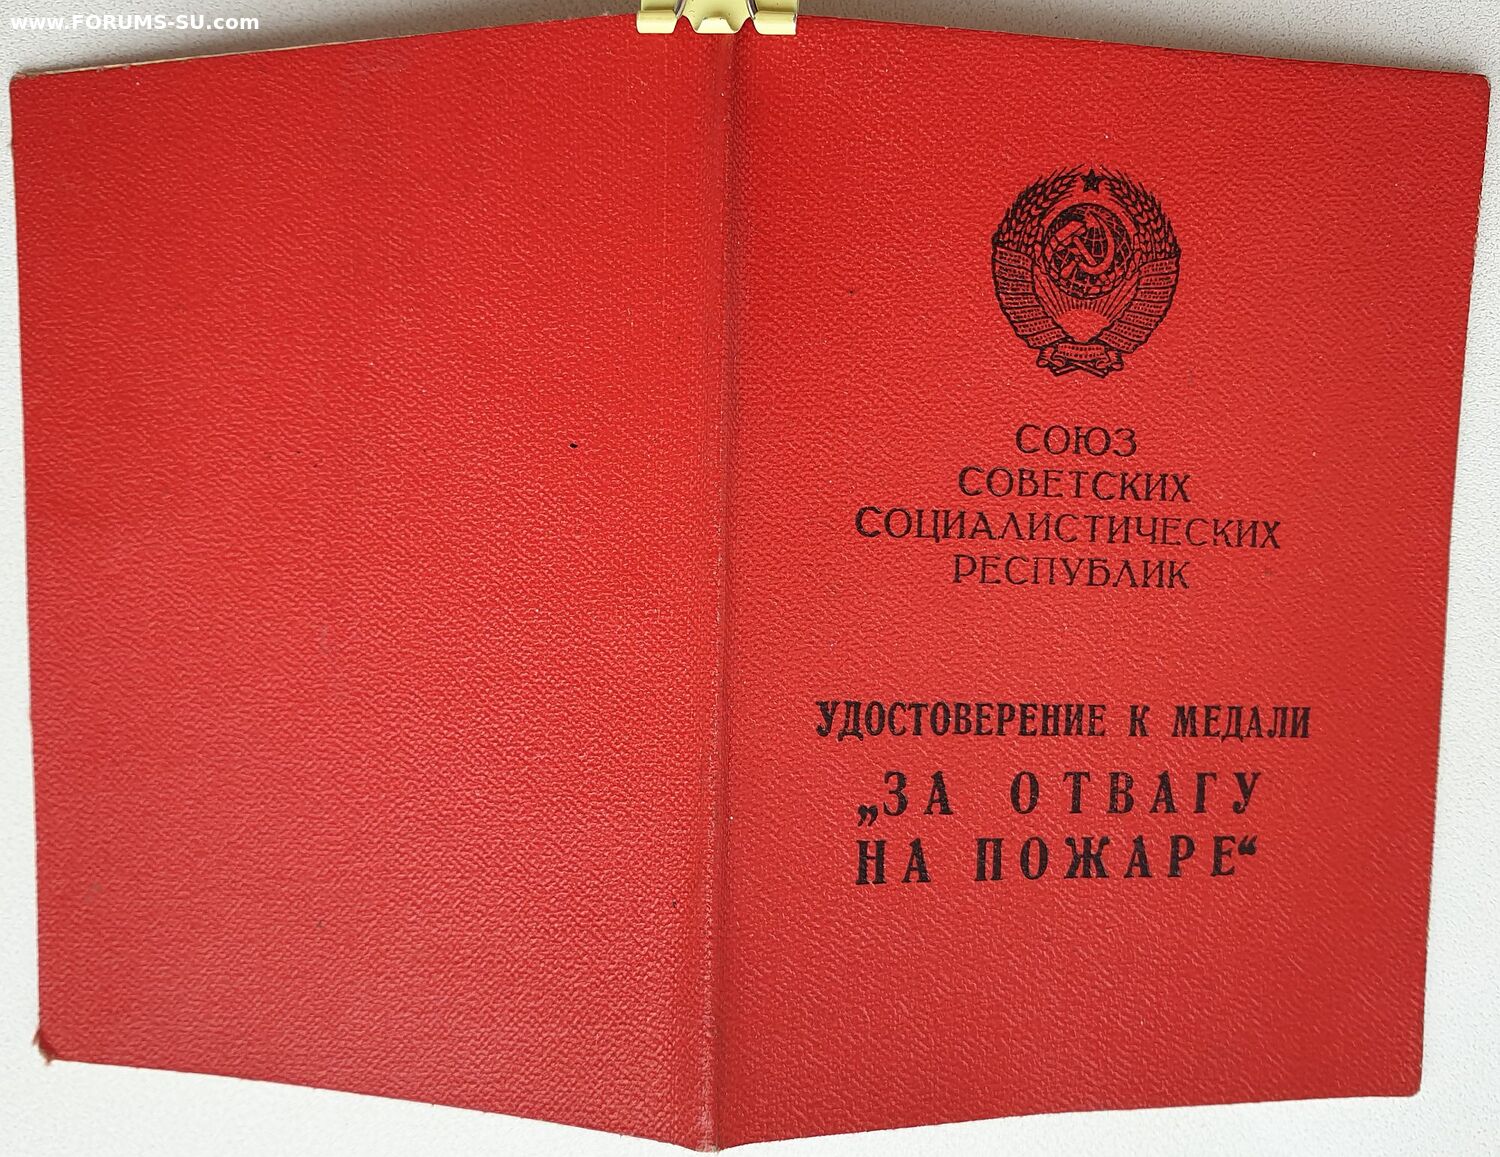 www.FORUMS-SU.com
СОЮЗ
СОВЕТСКИХ
СОЦИАЛИСТИЧЕСКИХ
РЕСПУБЛИК
УДОСТОВЕРЕНИЕ К МЕДАЛИ
„ЗА ОТВАГУ
НА ПОЖАРЕ“